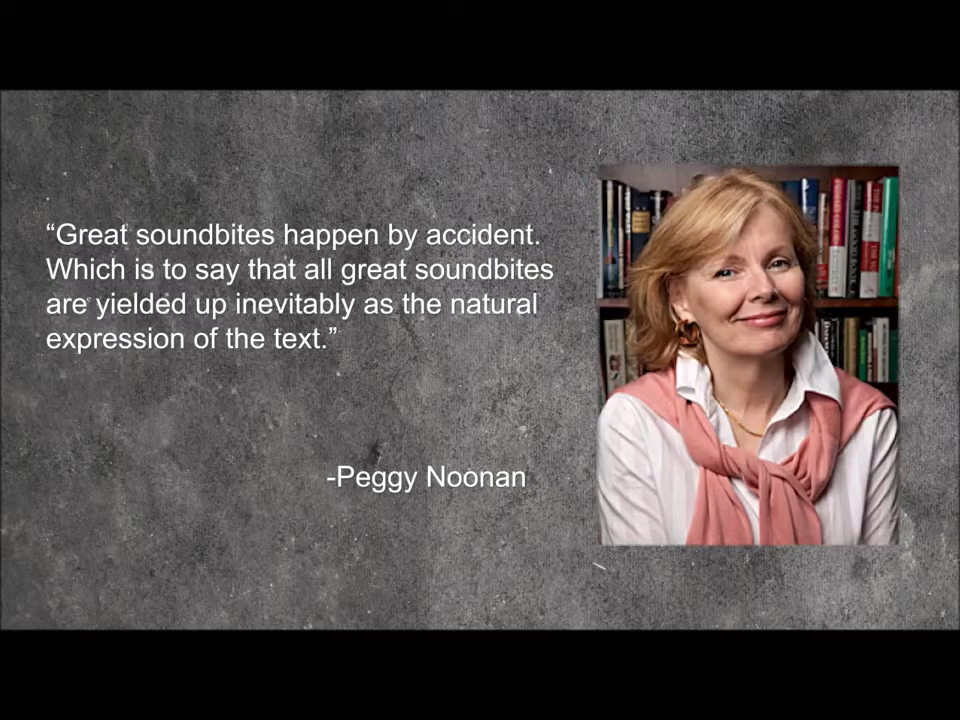 “Great soundbites happen by accident.
Which is to say that all great soundbites
are yielded up inevitably as the natural
expression of the text.”
-Peggy Noonan